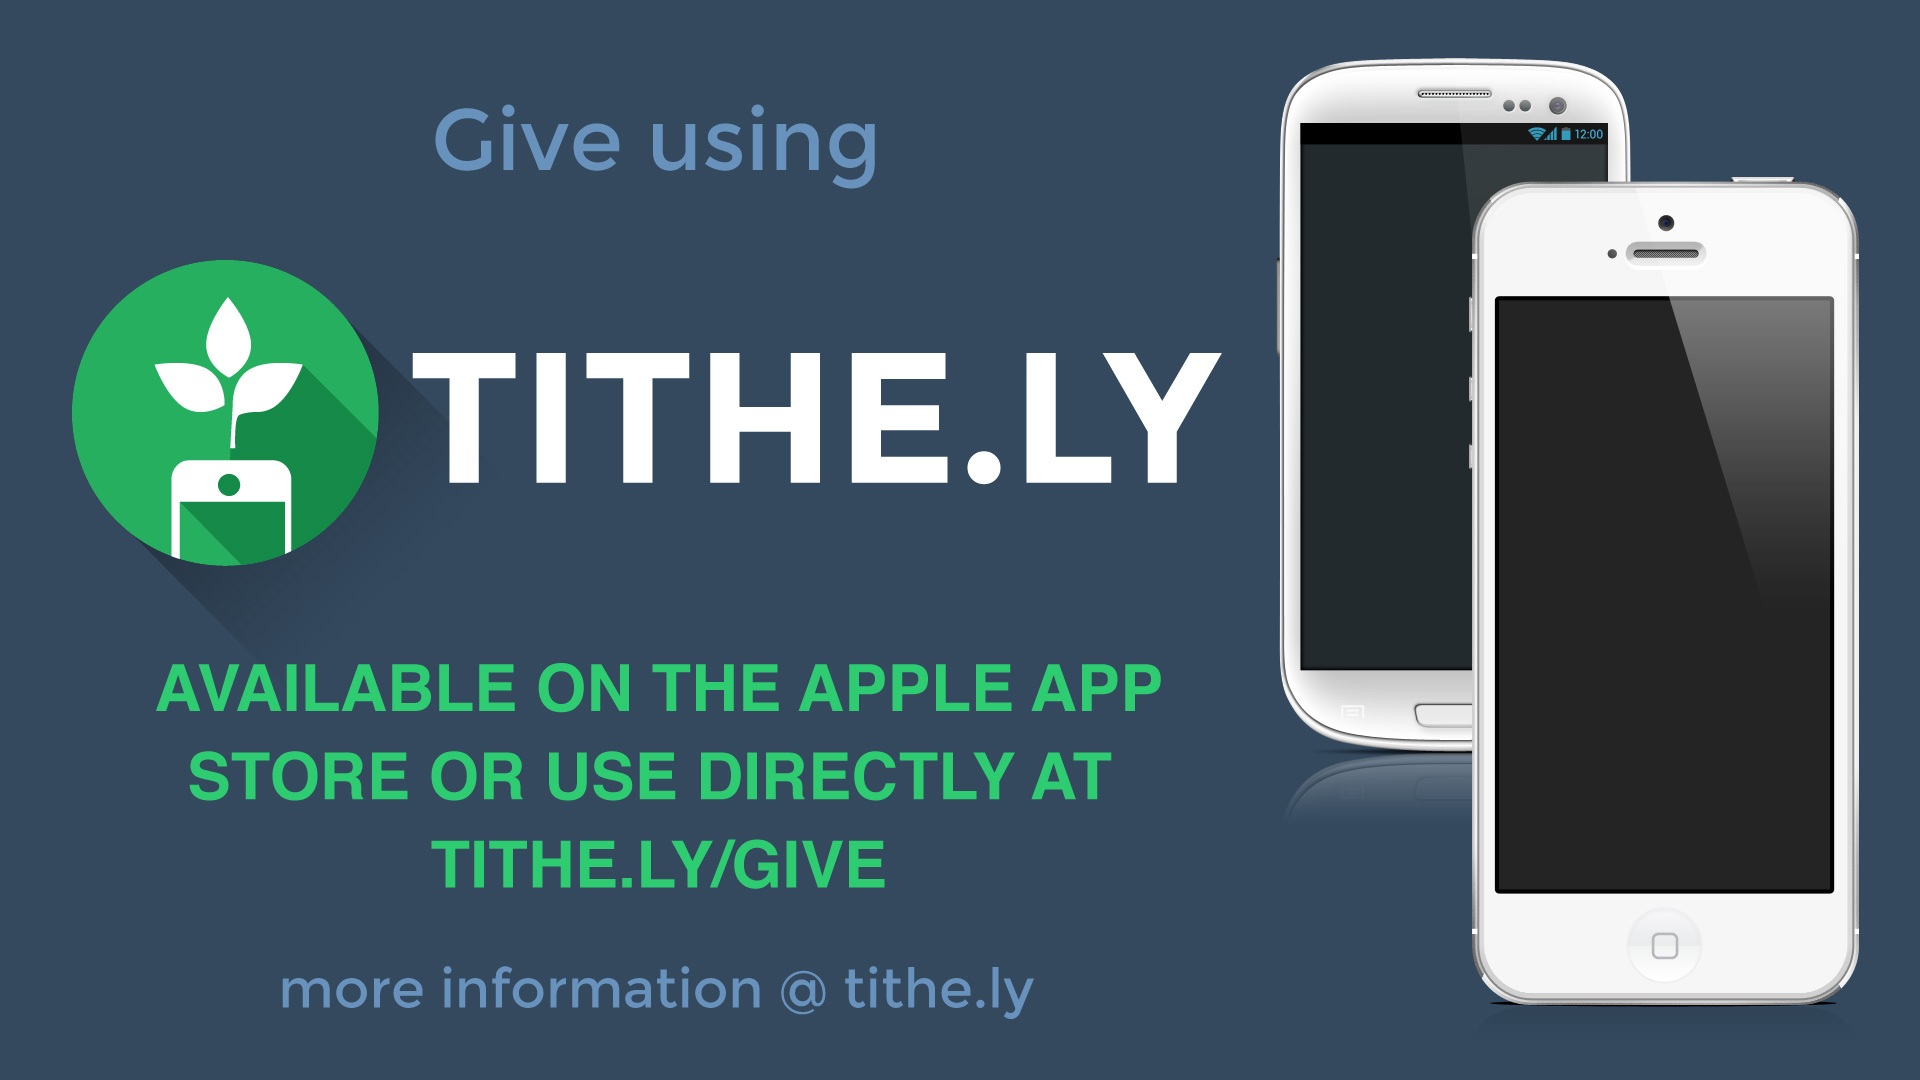 Give using
TITHE.LY
AVAILABLE ON THE APPLE APP
STORE OR USE DIRECTLY AT
TITHE.LY/GIVE
more information @ tithe.ly
12:00